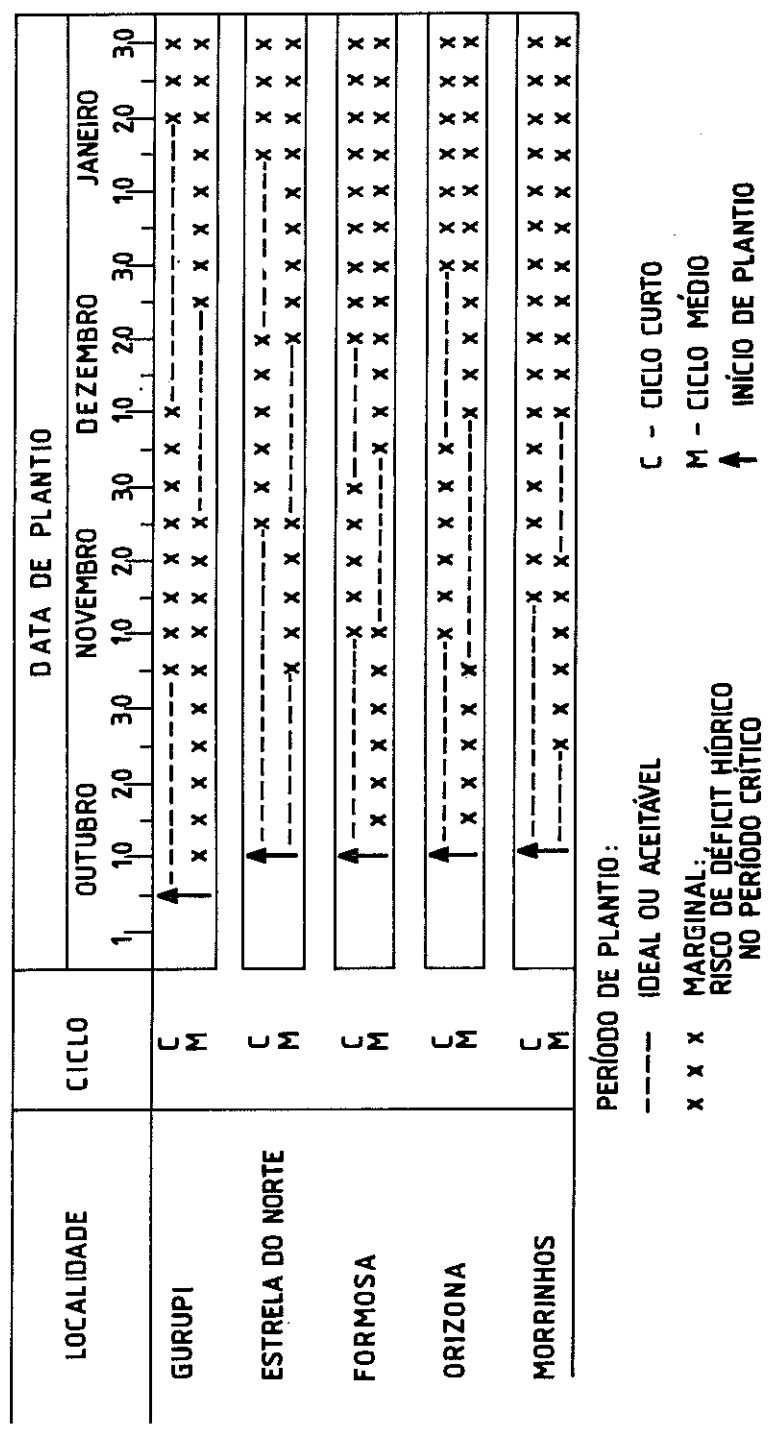 LOCALIDADE
CICLO
DATA DE PLANTIO
OUTUBRO
NOVEMBRO
DEZEMBRO
JANEIRO
1 10 20 30 10 20 30 10 20 30 10 20 30
GURUPI
C
M
ESTRELA DO NORTE
C
M
FORMOSA
C
M
ORIZONA
C
M
MORRINHOS
C
M
PERÍODO DE PLANTIO:
---- IDEAL OU ACEITÁVEL
x x x MARGINAL:
RISCO DE DÉFICIT HÍDRICO
NO PERÍODO CRÍTICO
C - CICLO CURTO
M - CICLO MÉDIO
INÍCIO DE PLANTIO